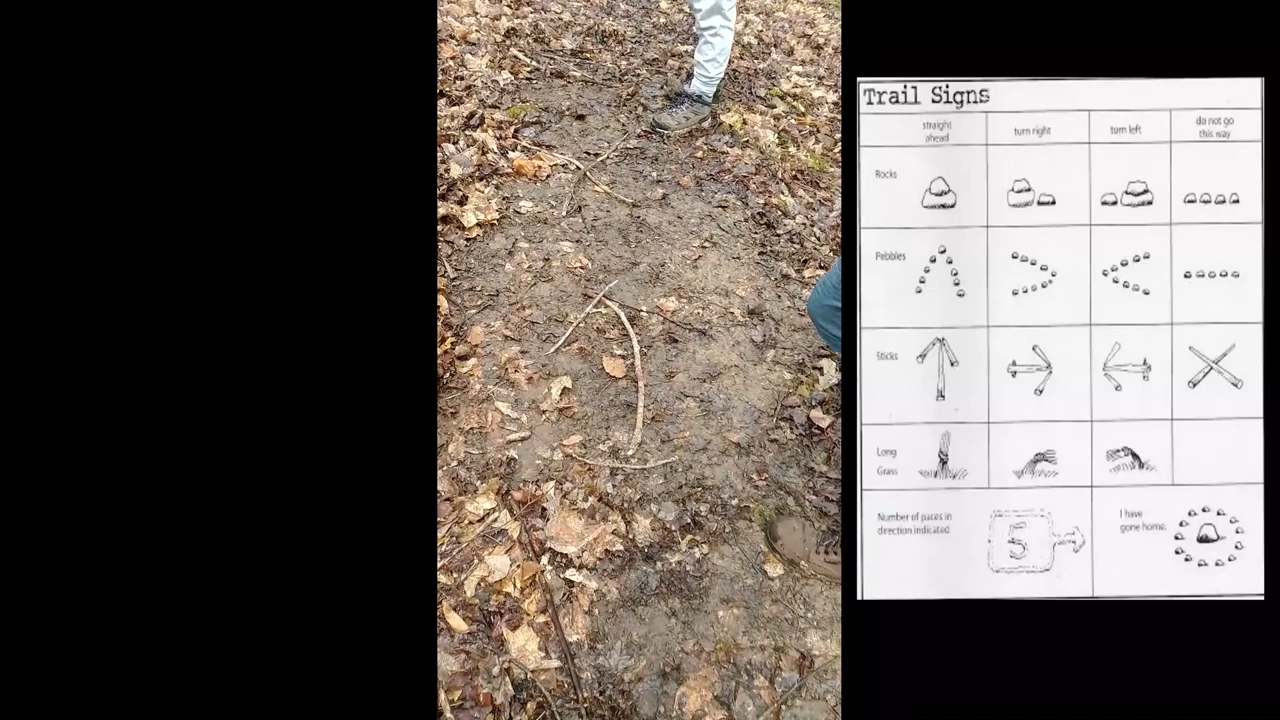 Trail Signs
straight
ahead
turn right
turn left
do not go
this way
Rocks
Pebbles
Sticks
Long
Grass
Number of paces in
direction indicated
5
I have
gone home.